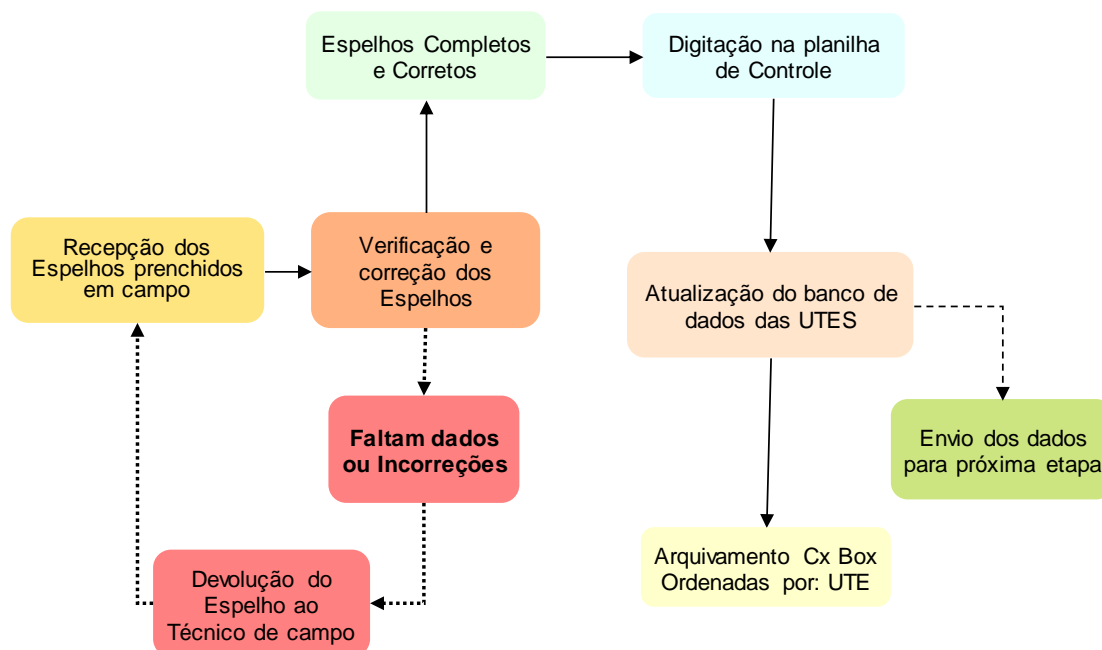 Espelhos Completos
e Corretos
Digitação na planilha
de Controle
Recepção dos
Espelhos prenchidos
em campo
Verificação e
correção dos
Espelhos
Atualização do banco de
dados das UTES
Faltam dados
ou Incorreções
Envio dos dados
para próxima etapa
Devolução do
Espelho ao
Técnico de campo
Arquivamento Cx Box
Ordenadas por: UTE